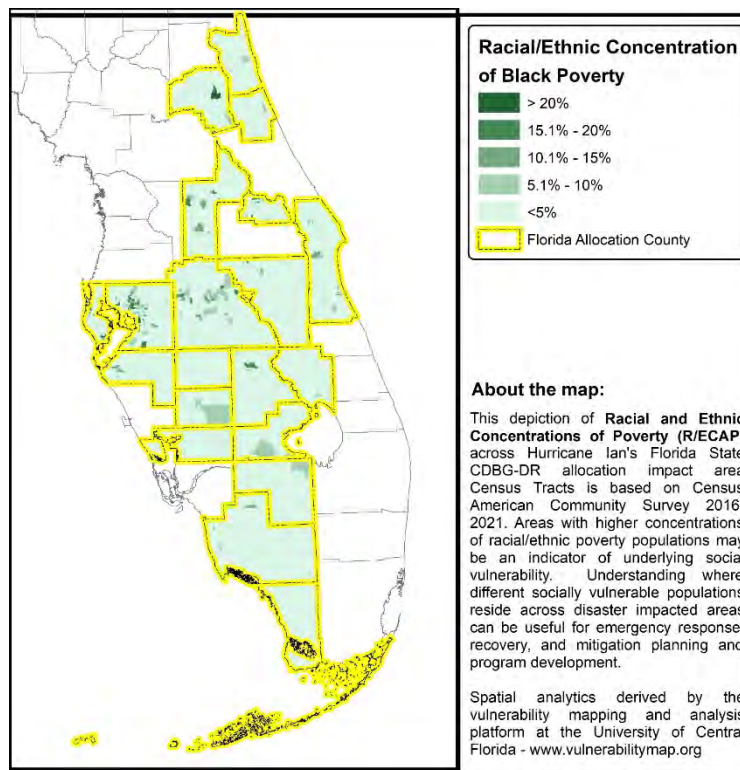 Racial/Ethnic Concentration
of Black Poverty
> 20%
15.1% - 20%
10.1% - 15%
5.1% - 10%
<5%
Florida Allocation County
About the map:
This depiction of Racial and Ethnic
Concentrations of Poverty (R/ECAP
across Hurricane Ian's Florida State
CDBG-DR allocation impact area
Census Tracts is based on Census
American Community Survey 2016
2021. Areas with higher concentrations
of racial/ethnic poverty populations may
be an indicator of underlying social
vulnerability. Understanding where
different socially vulnerable populations
reside across disaster impacted areas
can be useful for emergency response
recovery, and mitigation planning and
program development.
Spatial analytics derived by the
vulnerability mapping and analysis
platform at the University of Central
Florida - www.vulnerabilitymap.org